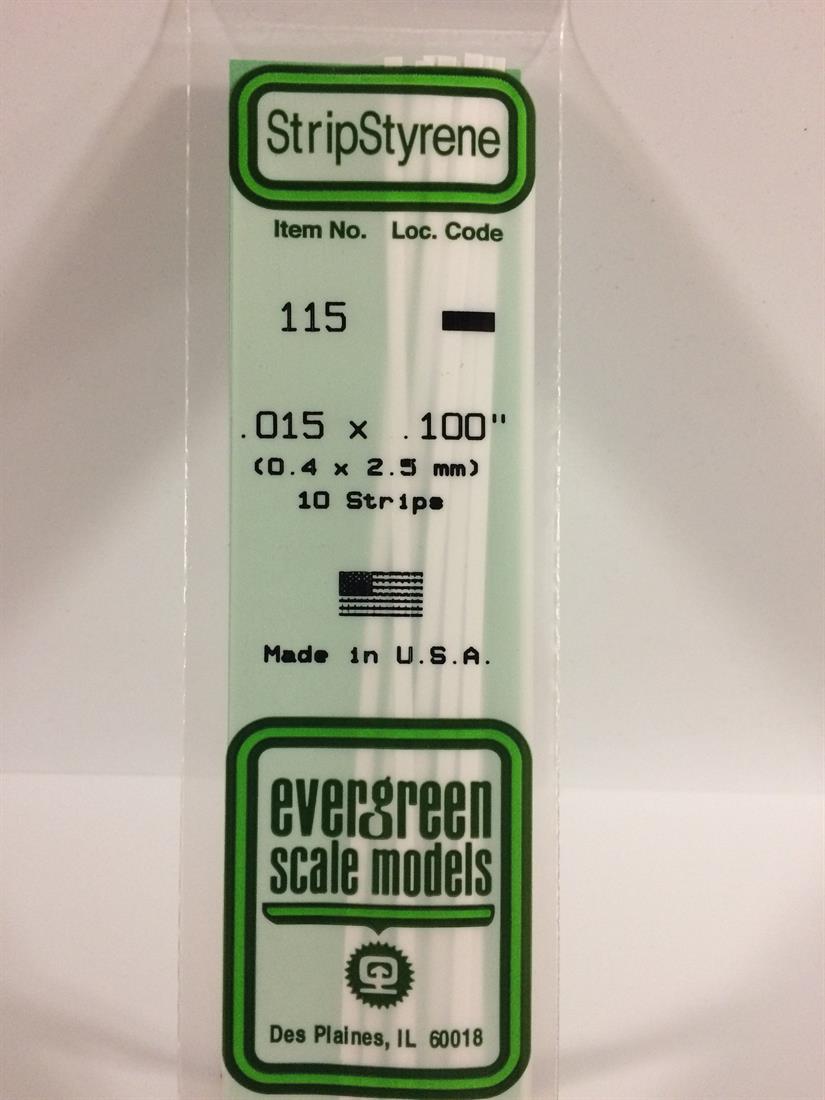 StripStyrene
Item No. Loc. Code
115
.015 x .100"
(0.4 x 2.5 mm)
10 Strips
Made in U.S.A.
evergreen
scale models
Des Plaines, IL 60018